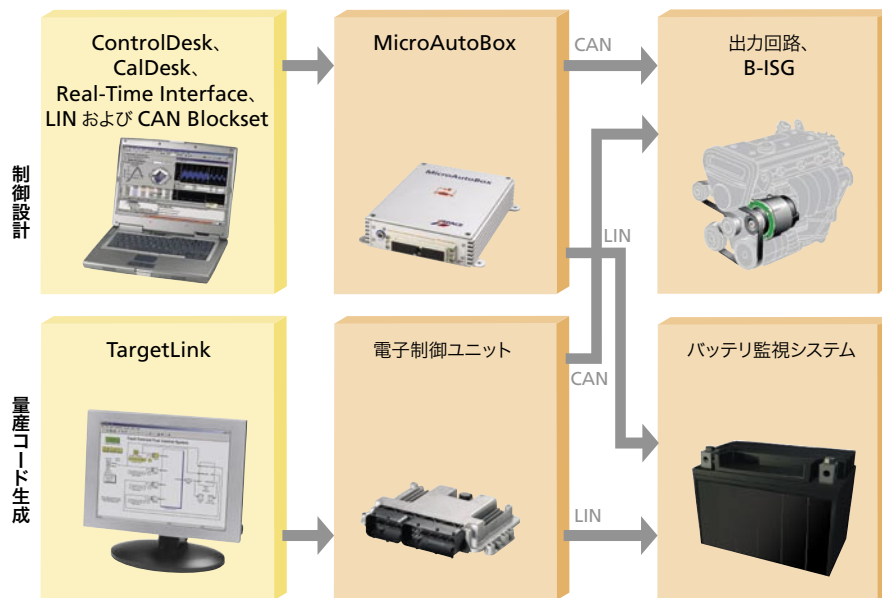 ControlDesk、
CalDesk、
Real-Time Interface、
LIN および CAN Blockset
MicroAutoBox
CAN
出力回路、
B-ISG
制御設計
MicroAutoBox
LIN
TargetLink
電子制御ユニット
CAN
バッテリ監視システム
量産コード生成
LIN